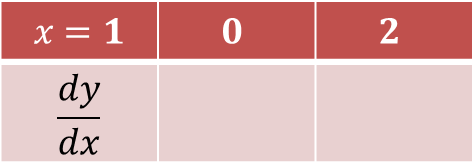 x = 1 0 2
dy
dx